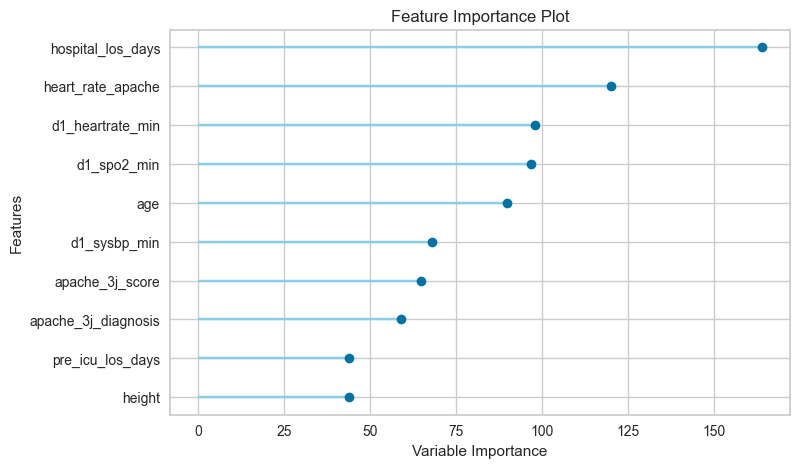 Feature Importance Plot
Features
hospital_los_days
heart_rate_apache
d1_heartrate_min
d1_spo2_min
age
d1_sysbp_min
apache_3j_score
apache_3j_diagnosis
pre_icu_los_days
height
0 25 50 75 100 125 150
Variable Importance